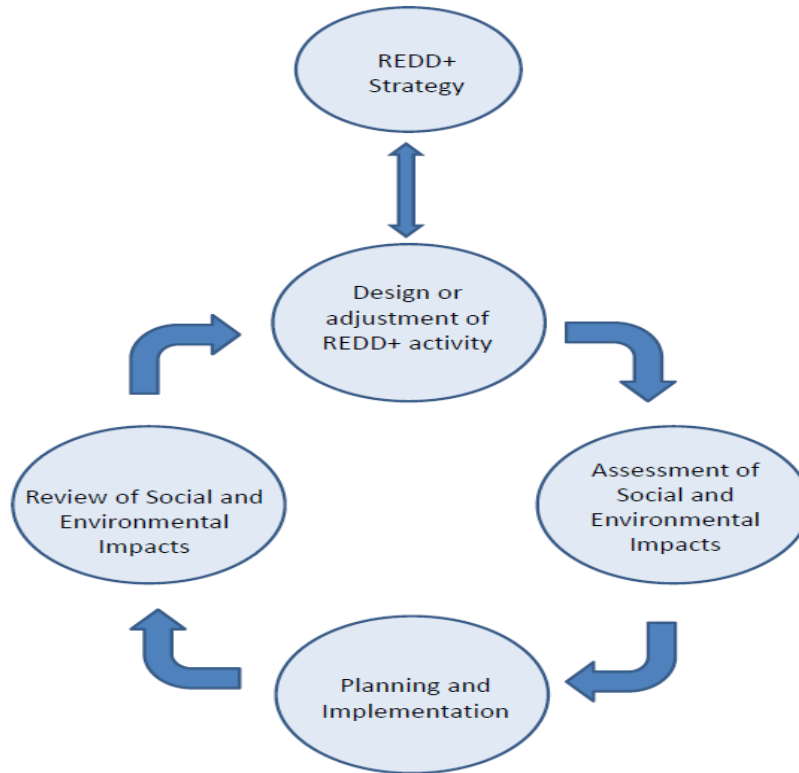 REDD+
Strategy
Design or
adjustment of
REDD+ activity
Assessment of
Social and
Environmental
Impacts
Planning and
Implementation
Review of Social and
Environmental
Impacts